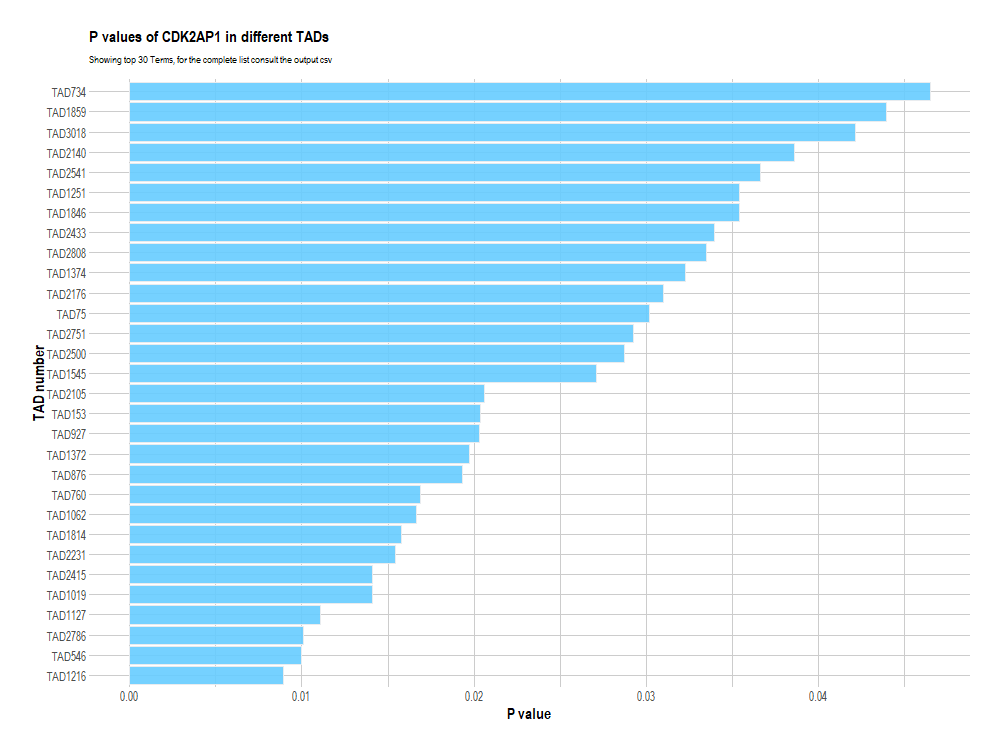 P values of CDK2AP1 in different TADs
Showing top 30 Terms, for the complete list consult the output csv
TAD number
TAD734
TAD1859
TAD3018
TAD2140
TAD2541
TAD1251
TAD1846
TAD2433
TAD2808
TAD1374
TAD2176
TAD75
TAD2751
TAD2500
TAD1545
TAD2105
TAD153
TAD927
TAD1372
TAD876
TAD760
TAD1062
TAD1814
TAD2231
TAD2415
TAD1019
TAD1127
TAD2786
TAD546
TAD1216
0.00 0.01 0.02 0.03 0.04
P value